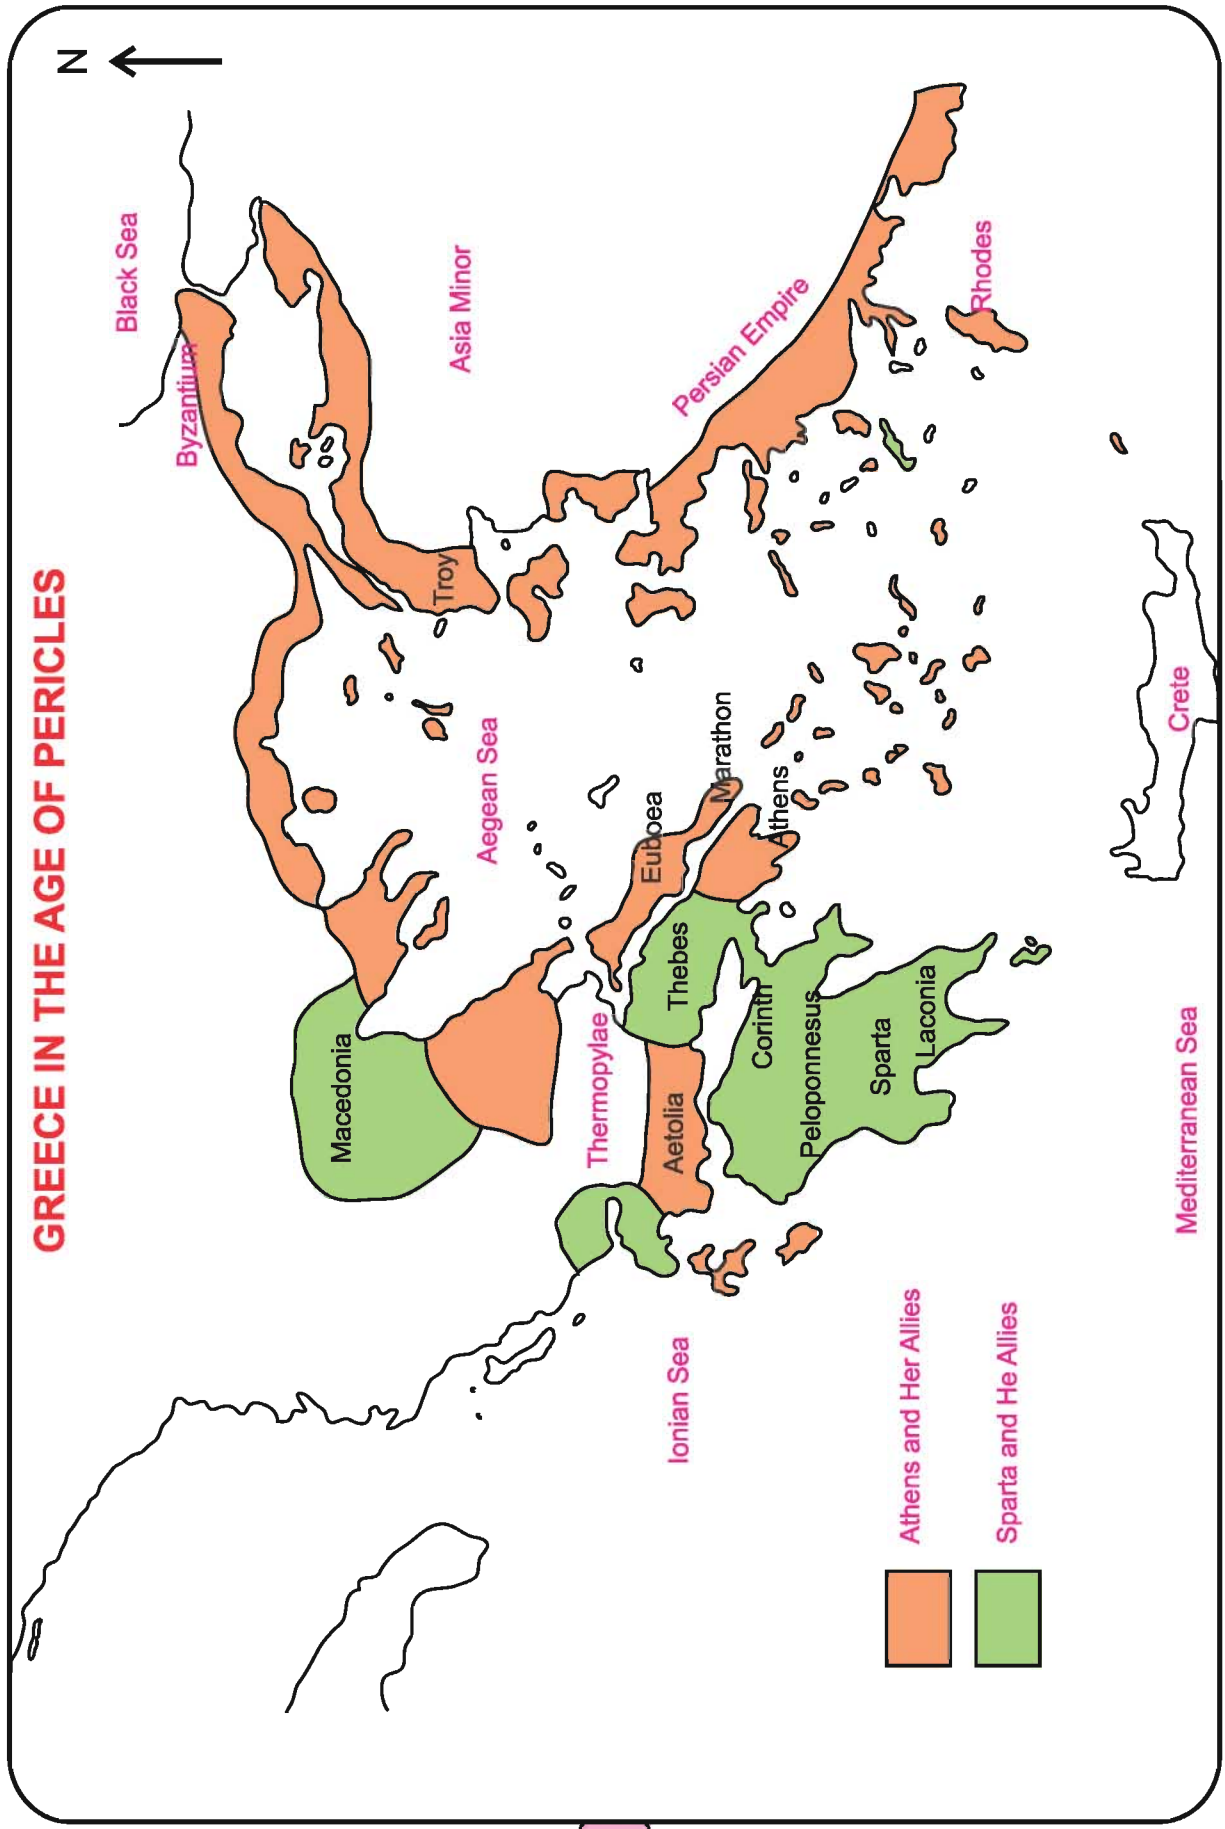 GREECE IN THE AGE OF PERICLES
N
Black Sea
Byzantium
Asia Minor
Troy
Macedonia
Aegean Sea
Persian Empire
Thermopylae
Euboea
Marathon
Aetolia
Thebes
Athens
Ionian Sea
Corinth
Peloponnesus
Sparta
Laconia
Rhodes
Athens and Her Allies
Sparta and He Allies
Crete
Mediterranean Sea